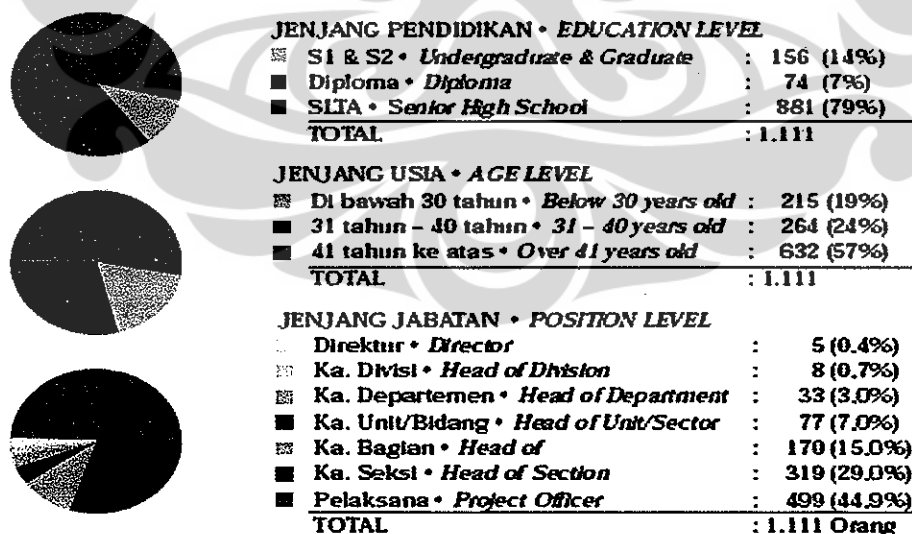 JENJANG PENDIDIKAN • EDUCATION LEVEL
S1 & S2 • Undergraduate & Graduate : 156 (14%)
Diploma • Diploma : 74 (7%)
SLTA • Senior High School : 881 (79%)
TOTAL : 1.111
JENJANG USIA • AGE LEVEL
Di bawah 30 tahun • Below 30 years old : 215 (19%)
31 tahun – 40 tahun • 31 – 40 years old : 264 (24%)
41 tahun ke atas • Over 41 years old : 632 (57%)
TOTAL : 1.111
JENJANG JABATAN • POSITION LEVEL
Direktur • Director : 5 (0.4%)
Ka. Divisi • Head of Division : 8 (0.7%)
Ka. Departemen • Head of Department : 33 (3.0%)
Ka. Unit/Bidang • Head of Unit/Sector : 77 (7.0%)
Ka. Bagian • Head of : 170 (15.0%)
Ka. Seksi • Head of Section : 319 (29.0%)
Pelaksana • Project Officer : 499 (44.9%)
TOTAL : 1.111 Orang